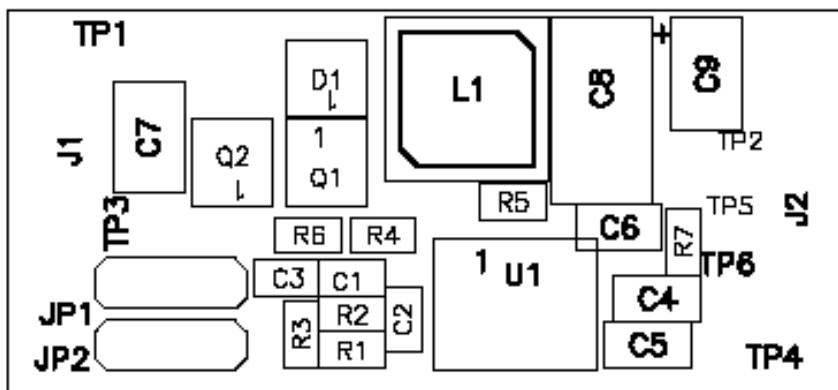 TP1
D1
1
L1
C8
+
C9
C7
J1
Q2
1
1
Q1
TP2
R5
TP5
J2
TP3
R6
R4
C6
R7
TP6
C3
C1
1
U1
C4
JP1
R3
R2
C2
C5
JP2
R1
TP4